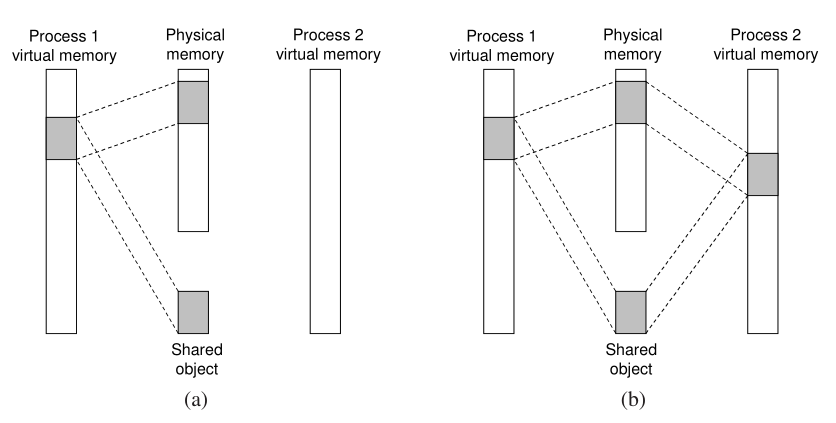 Process 1
virtual memory
Physical
memory
Process 2
virtual memory
Shared
object
(a)
Process 1
virtual memory
Physical
memory
Process 2
virtual memory
Shared
object
(b)